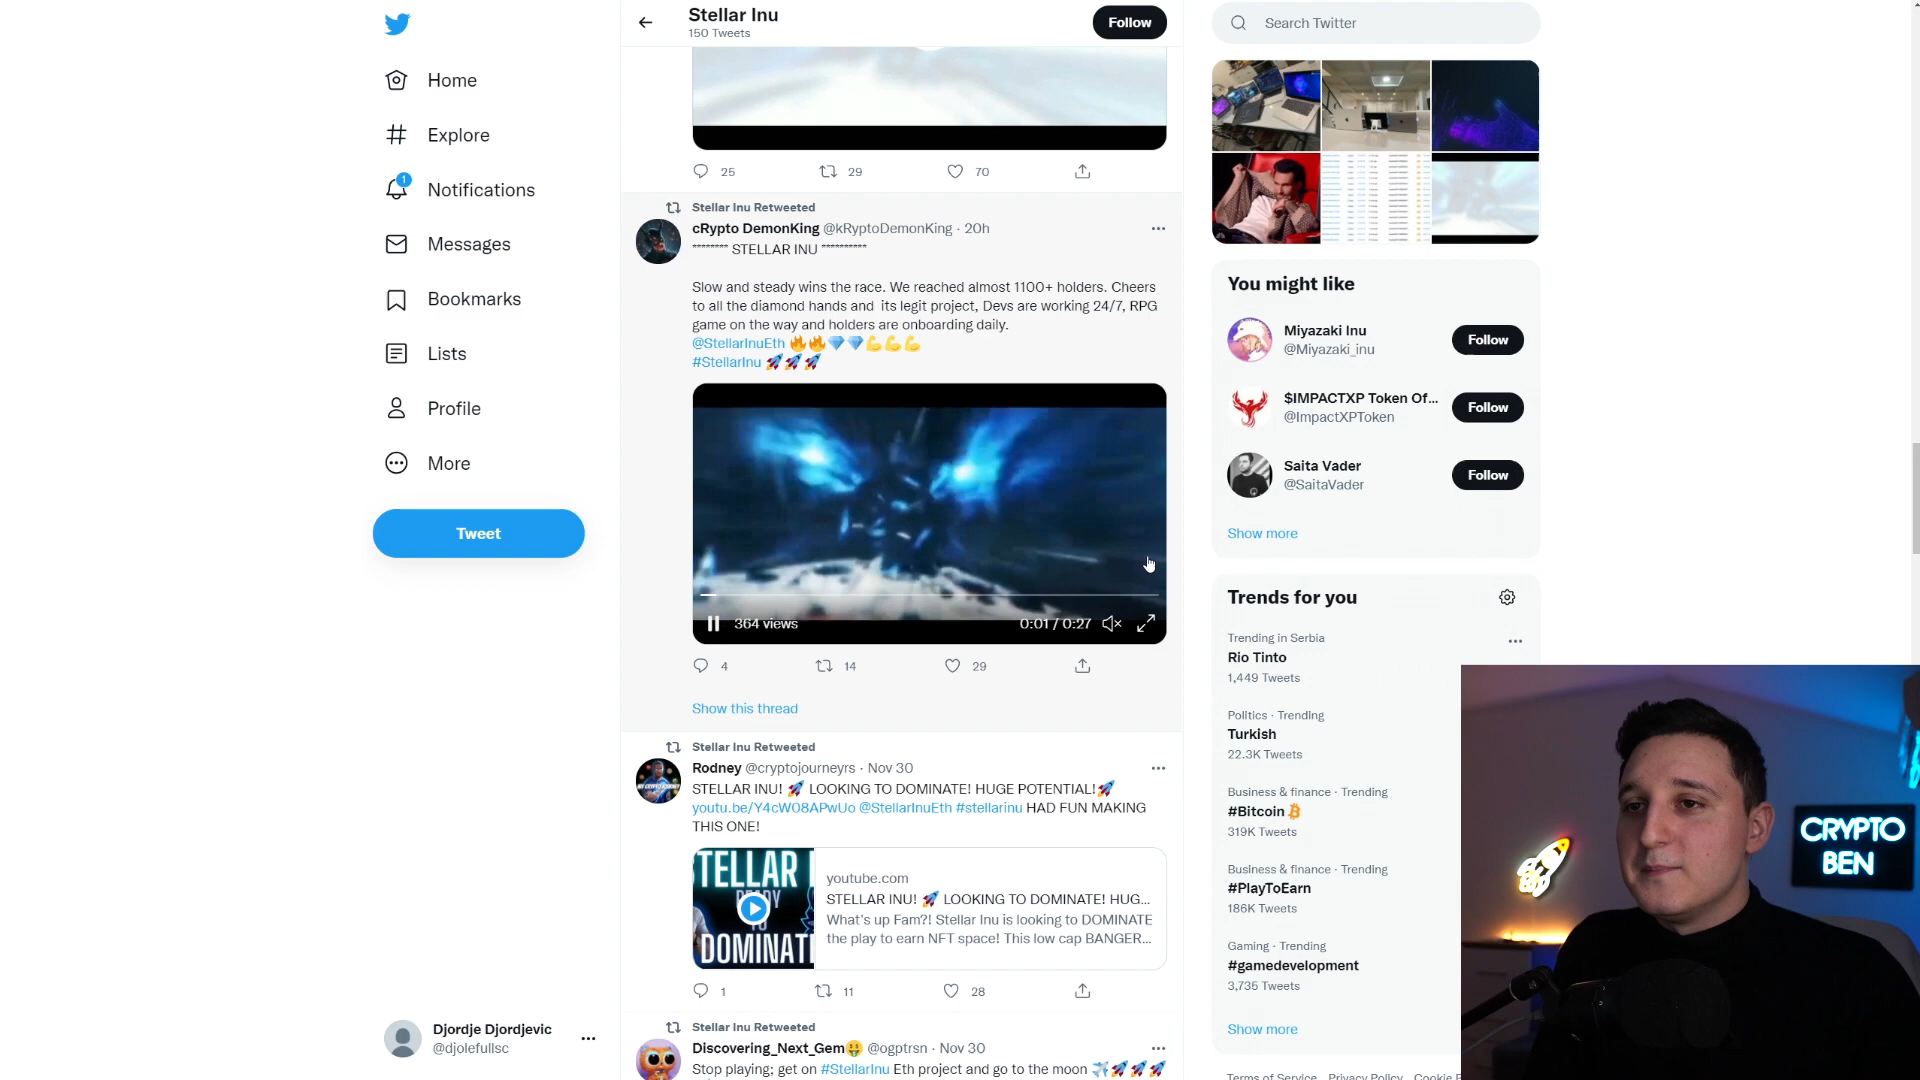 Home
Explore
1
Notifications
Messages
Bookmarks
Lists
Profile
More
Tweet
Djordje Djordjevic
@djolefullsc
Stellar Inu
150 Tweets
Follow
25
29
70
Stellar Inu Retweeted
cRypto DemonKing @kRyptoDemonKing · 20h
******** STELLAR INU **********
Slow and steady wins the race. We reached almost 1100+ holders. Cheers
to all the diamond hands and its legit project, Devs are working 24/7, RPG
game on the way and holders are onboarding daily.
@StellarInuEth 🔥🔥💎💎💪💪💪
#StellarInu 🚀🚀🚀
364 views
0:01 / 0:27
4
14
29
Show this thread
Stellar Inu Retweeted
Rodney @cryptojourneyrs · Nov 30
STELLAR INU! 🚀 LOOKING TO DOMINATE! HUGE POTENTIAL!🚀
youtu.be/Y4cW08APwUo @StellarInuEth #stellarinu HAD FUN MAKING
THIS ONE!
TELLAR I
READY
TO
DOMINAT
youtube.com
STELLAR INU! 🚀 LOOKING TO DOMINATE! HUG...
What's up Fam?! Stellar Inu is looking to DOMINATE
the play to earn NFT space! This low cap BANGER...
1
11
28
Stellar Inu Retweeted
Discovering_Next_Gem🤑 @ogptrsn · Nov 30
Stop playing; get on #StellarInu Eth project and go to the moon ✈️🚀🚀🚀
Search Twitter
You might like
Miyazaki Inu
@Miyazaki_inu
Follow
$IMPACTXP Token Of...
@ImpactXPToken
Follow
Saita Vader
@SaitaVader
Follow
Show more
Trends for you
Trending in Serbia
Rio Tinto
1,449 Tweets
Politics · Trending
Turkish
22.3K Tweets
Business & finance · Trending
#Bitcoin
319K Tweets
Business & finance · Trending
#PlayToEarn
186K Tweets
Gaming · Trending
#gamedevelopment
3,735 Tweets
Show more
Terms of Service Privacy Policy Cookie P
CRYPTO
BEN